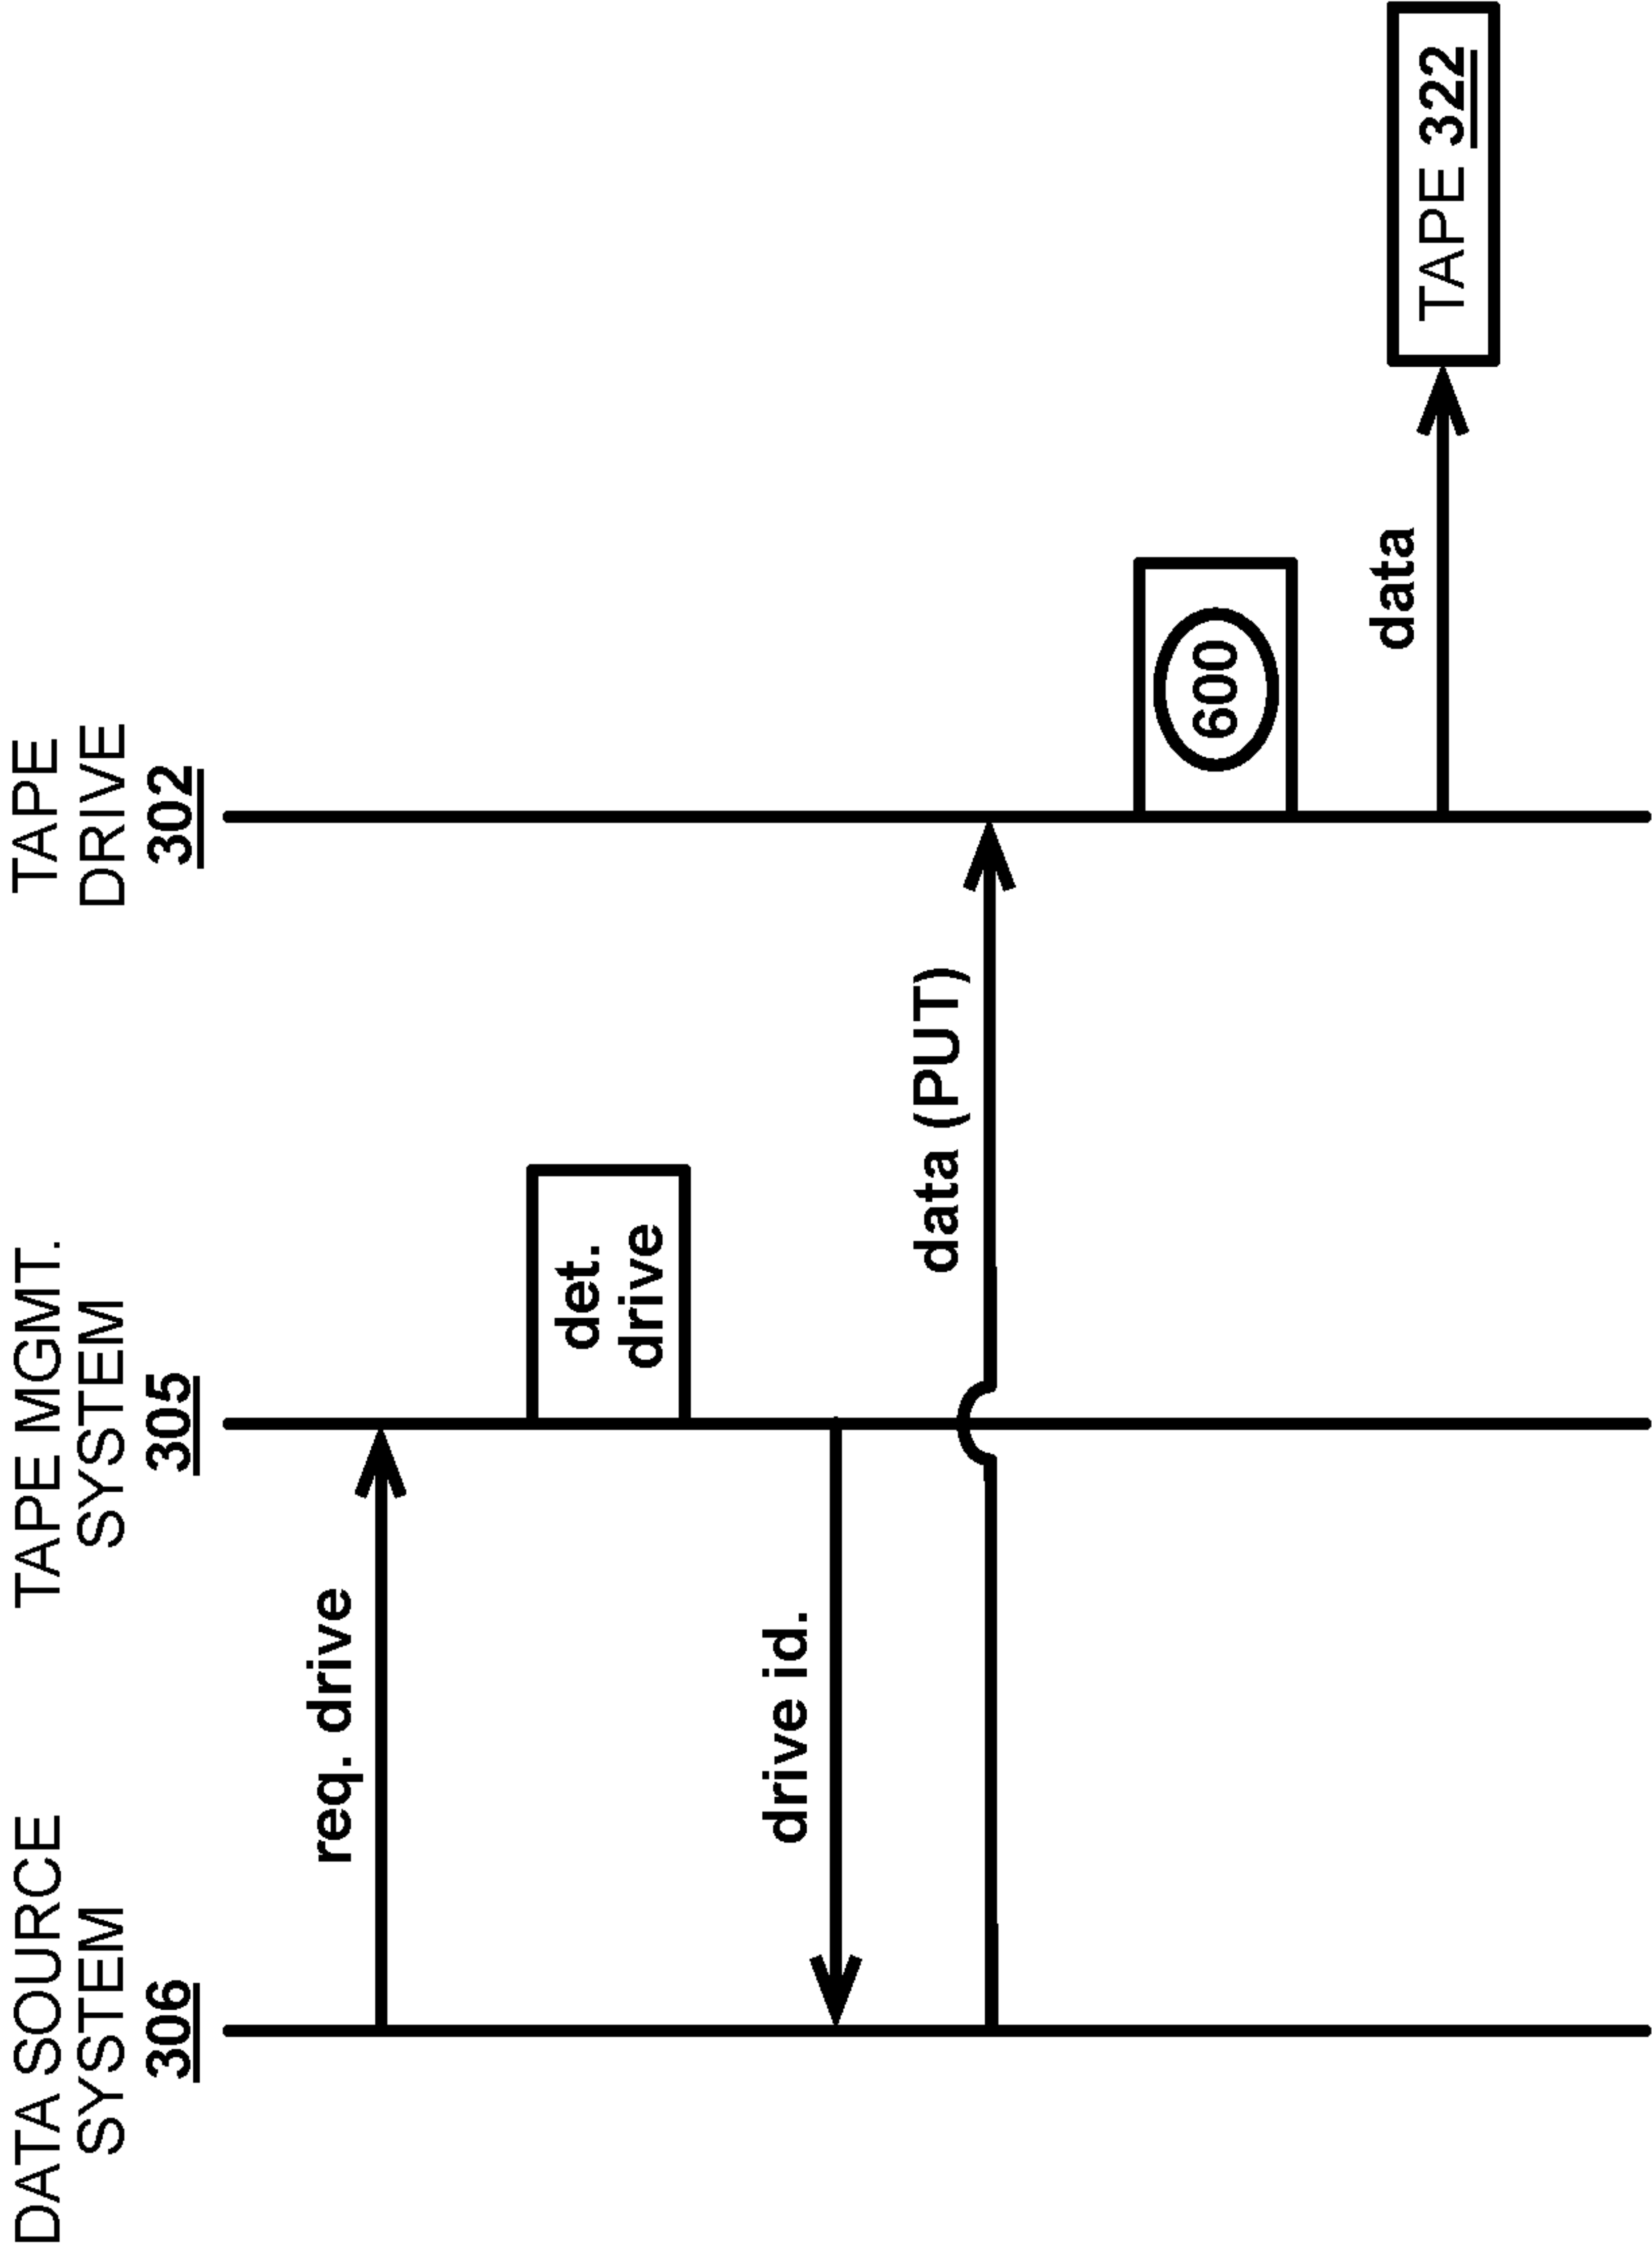 DATA SOURCE
SYSTEM
306
TAPE MGMT.
SYSTEM
305
TAPE
DRIVE
302
req. drive
det.
drive
drive id.
data (PUT)
600
data
TAPE 322